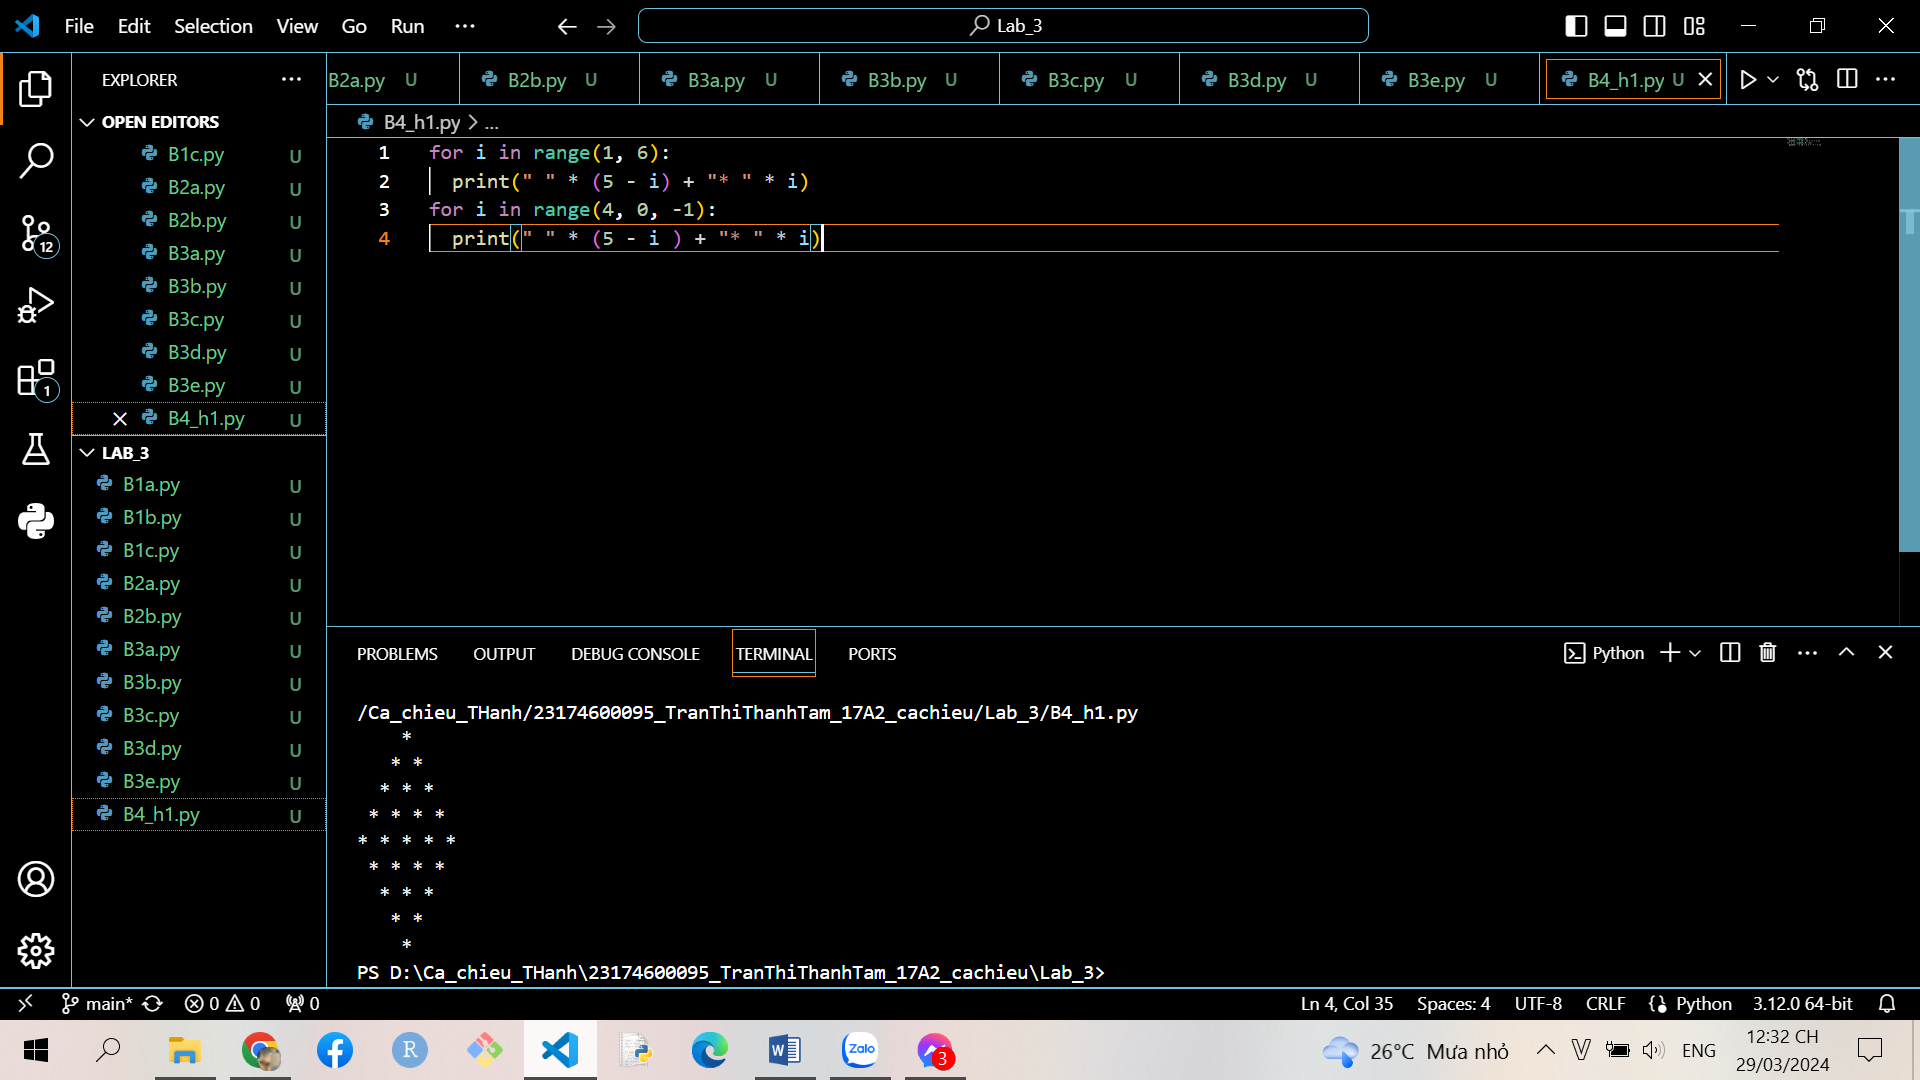 File Edit Selection View Go Run ... Lab_3
EXPLORER ...
OPEN EDITORS
B1c.py U
B2a.py U
B2b.py U
B3a.py U
B3b.py U
B3c.py U
B3d.py U
B3e.py U
B4_h1.py U
LAB_3
B1a.py U
B1b.py U
B1c.py U
B2a.py U
B2b.py U
B3a.py U
B3b.py U
B3c.py U
B3d.py U
B3e.py U
B4_h1.py U
12
1
B2a.py U B2b.py U B3a.py U B3b.py U B3c.py U B3d.py U B3e.py U B4_h1.py U
B4_h1.py > ...
1 for i in range(1, 6):
2 print(" " * (5 - i) + "* " * i)
3 for i in range(4, 0, -1):
4 print(" " * (5 - i ) + "* " * i)
PROBLEMS OUTPUT DEBUG CONSOLE TERMINAL PORTS Python
/Ca_chieu_THanh/23174600095_TranThiThanhTam_17A2_cachieu/Lab_3/B4_h1.py
    *
   * *
  * * *
 * * * *
* * * * *
 * * * *
  * * *
   * *
    *
PS D:\Ca_chieu_THanh\23174600095_TranThiThanhTam_17A2_cachieu\Lab_3>
main* 0 0 0 Ln 4, Col 35 Spaces: 4 UTF-8 CRLF Python 3.12.0 64-bit
R Zalo 3 26°C Mưa nhỏ V ENG 12:32 CH
29/03/2024